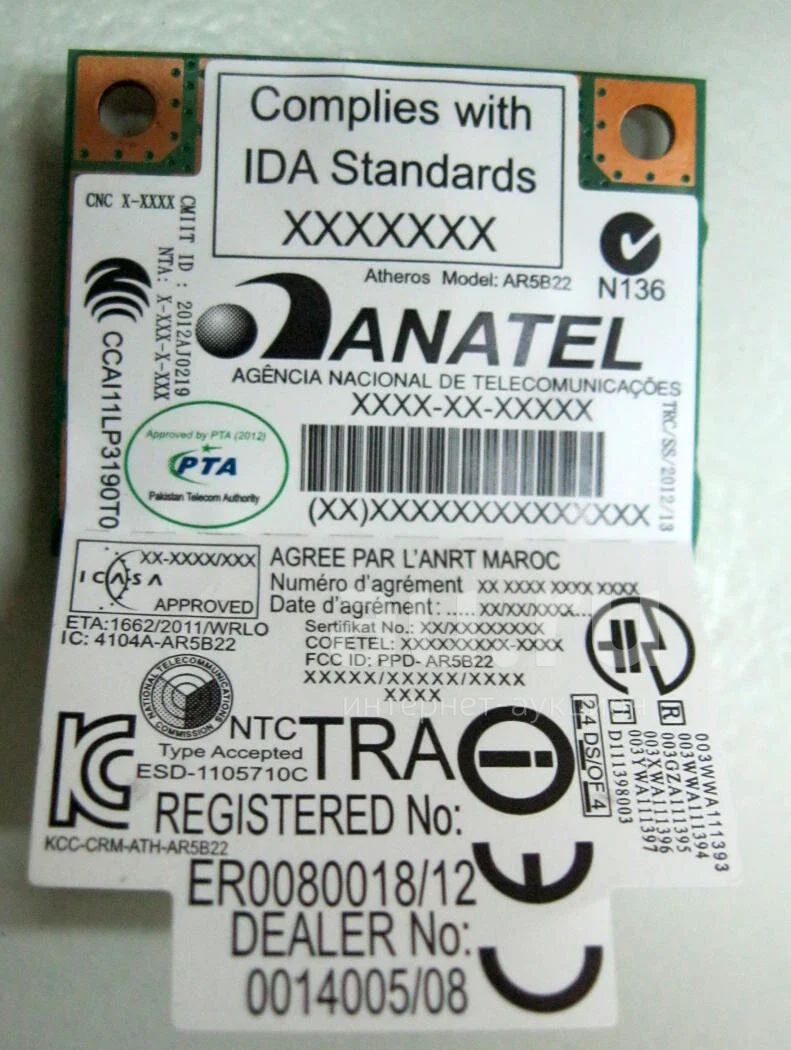 Complies with
IDA Standards
XXXXXXX
CNC X-XXXX
CMIIT ID : 2012AJ0219
NTA: X-XXX-X-XXX
Atheros Model: AR5B22
N136
CCAI11LP3190T0
ANATEL
AGÊNCIA NACIONAL DE TELECOMUNICAÇÕES
XXXX-XX-XXXXX
TRC/SS/2012/13
Approved by PTA (2012)
PTA
Pakistan Telecom Authority
(XX)XXXXXXXXXXXXXX
XX-XXXX/XXX
ICASA
APPROVED
AGREE PAR L'ANRT MAROC
Numéro d'agrément XX XXXX XXXX XXXX
Date d'agrément: ..... XX/XX/XXXX...
ETA:1662/2011/WRLO
IC: 4104A-AR5B22
Sertifikat No.: XX/XXXXXXXX
COFETEL: XXXXXXXXX-XXXX
FCC ID: PPD- AR5B22
XXXXX/XXXXX/XXXX
XXXX
интернет-аукцион
NATIONAL TELECOMMUNICATIONS COMMISSION
NTC
Type Accepted
ESD-1105710C
TRA
R 003WWA111393
003WWA111394
003GZA111395
003XWA111396
003YWA111397
T D111398003
2.4 DS/OF 4
KCC-CRM-ATH-AR5B22
REGISTERED No:
ER0080018/12
DEALER No:
0014005/08
CE